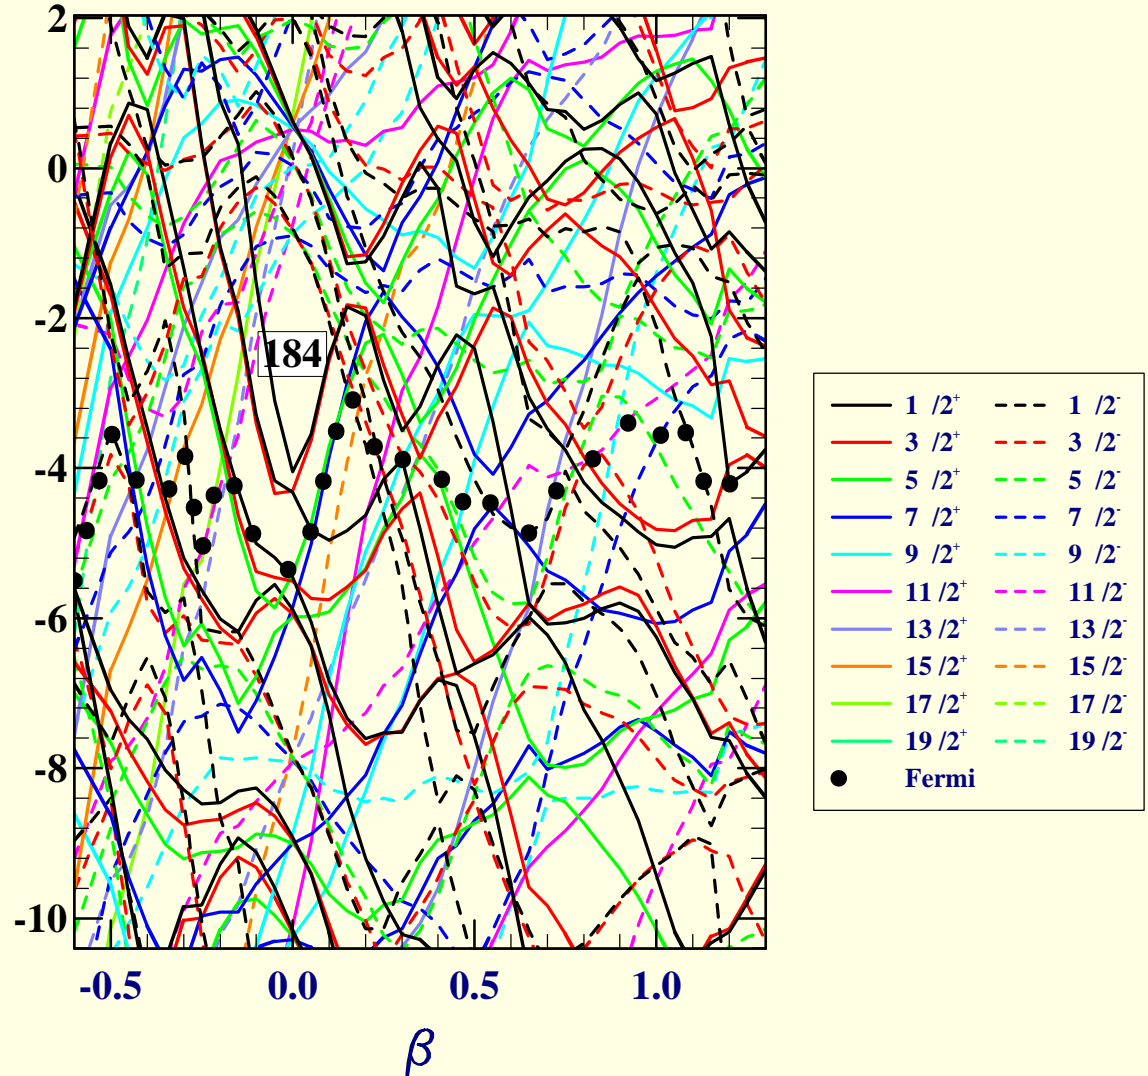 2
0
-2
-4
-6
-8
-10
184
-0.5 0.0 0.5 1.0
β
1 /2⁺ 1 /2⁻
3 /2⁺ 3 /2⁻
5 /2⁺ 5 /2⁻
7 /2⁺ 7 /2⁻
9 /2⁺ 9 /2⁻
11 /2⁺ 11 /2⁻
13 /2⁺ 13 /2⁻
15 /2⁺ 15 /2⁻
17 /2⁺ 17 /2⁻
19 /2⁺ 19 /2⁻
Fermi